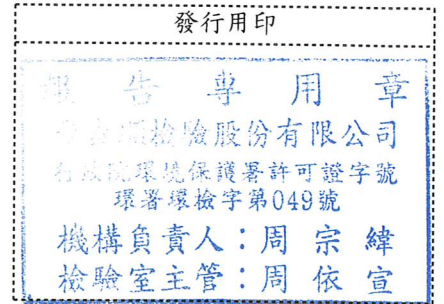 發行用印
報告專用章
檢驗股份有限公司
行政院環境保護署許可證字號
環署環檢字第049號
機構負責人：周宗緯
檢驗室主管：周依宣